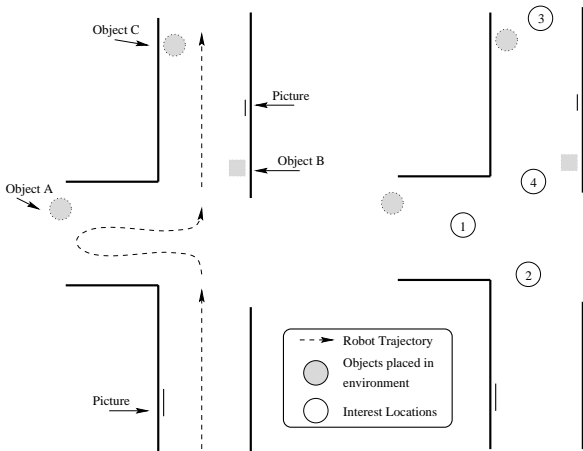 Object C
3
Picture
Object B
4
Object A
1
2
Robot Trajectory
Objects placed in
environment
Picture
Interest Locations